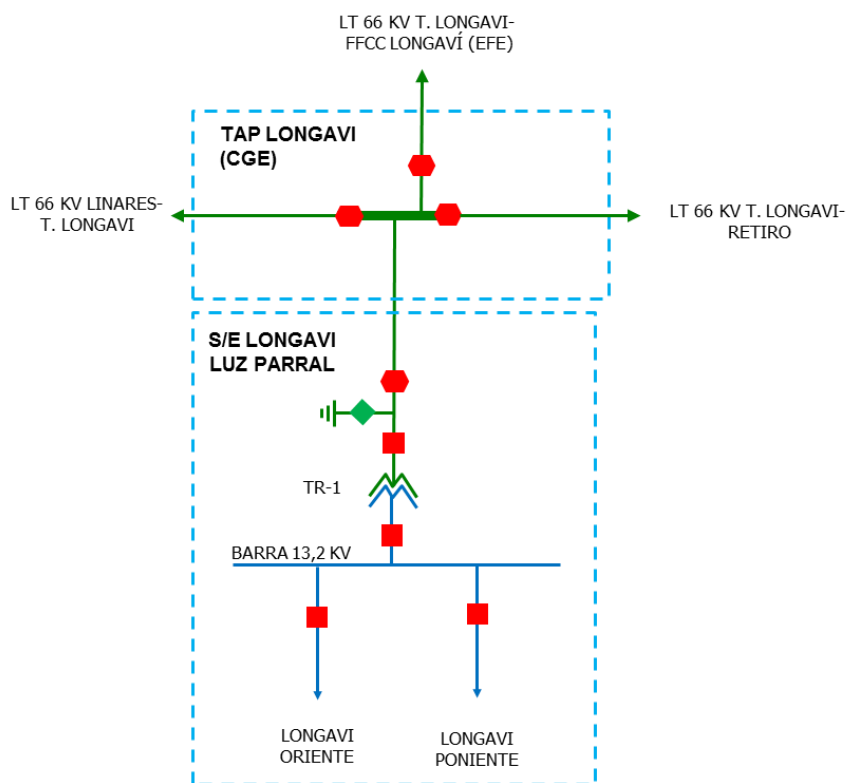 LT 66 KV T. LONGAVI-
FFCC LONGAVÍ (EFE)
TAP LONGAVI
(CGE)
LT 66 KV LINARES-
T. LONGAVI
LT 66 KV T. LONGAVI-
RETIRO
S/E LONGAVI
LUZ PARRAL
TR-1
BARRA 13,2 KV
LONGAVI
ORIENTE
LONGAVI
PONIENTE